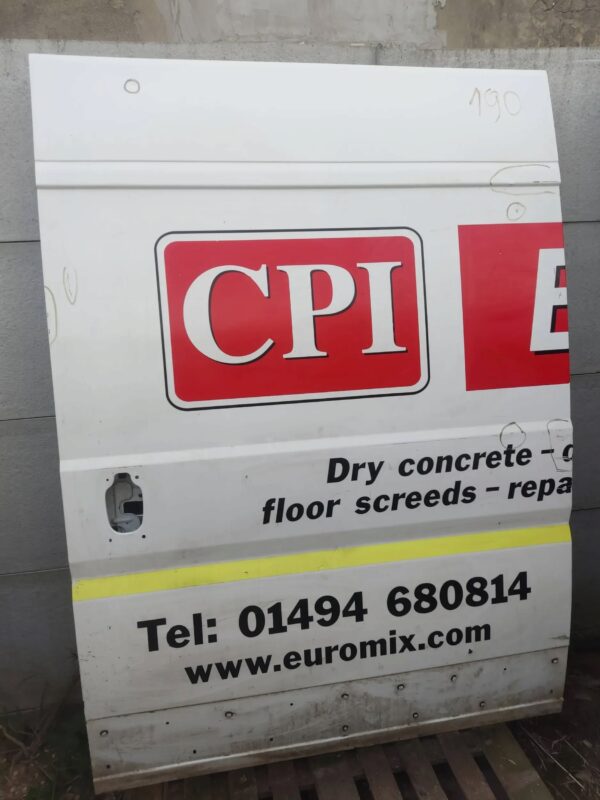 190
CPI E
Dry concrete –
floor screeds – repa
Tel: 01494 680814
www.euromix.com